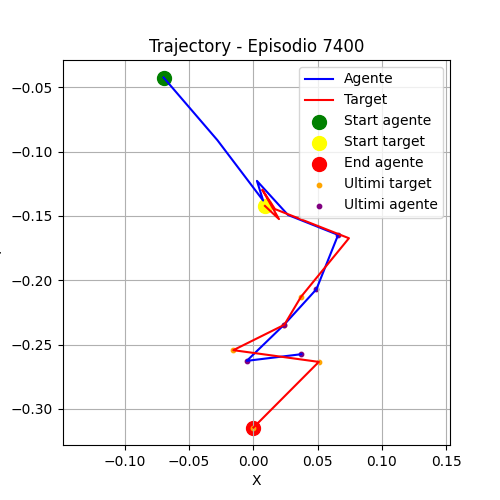 Trajectory - Episodio 7400
Agente
Target
Start agente
Start target
End agente
Ultimi target
Ultimi agente
−0.05
−0.10
−0.15
−0.20
−0.25
−0.30
−0.10
−0.05
0.00
0.05
0.10
0.15
X